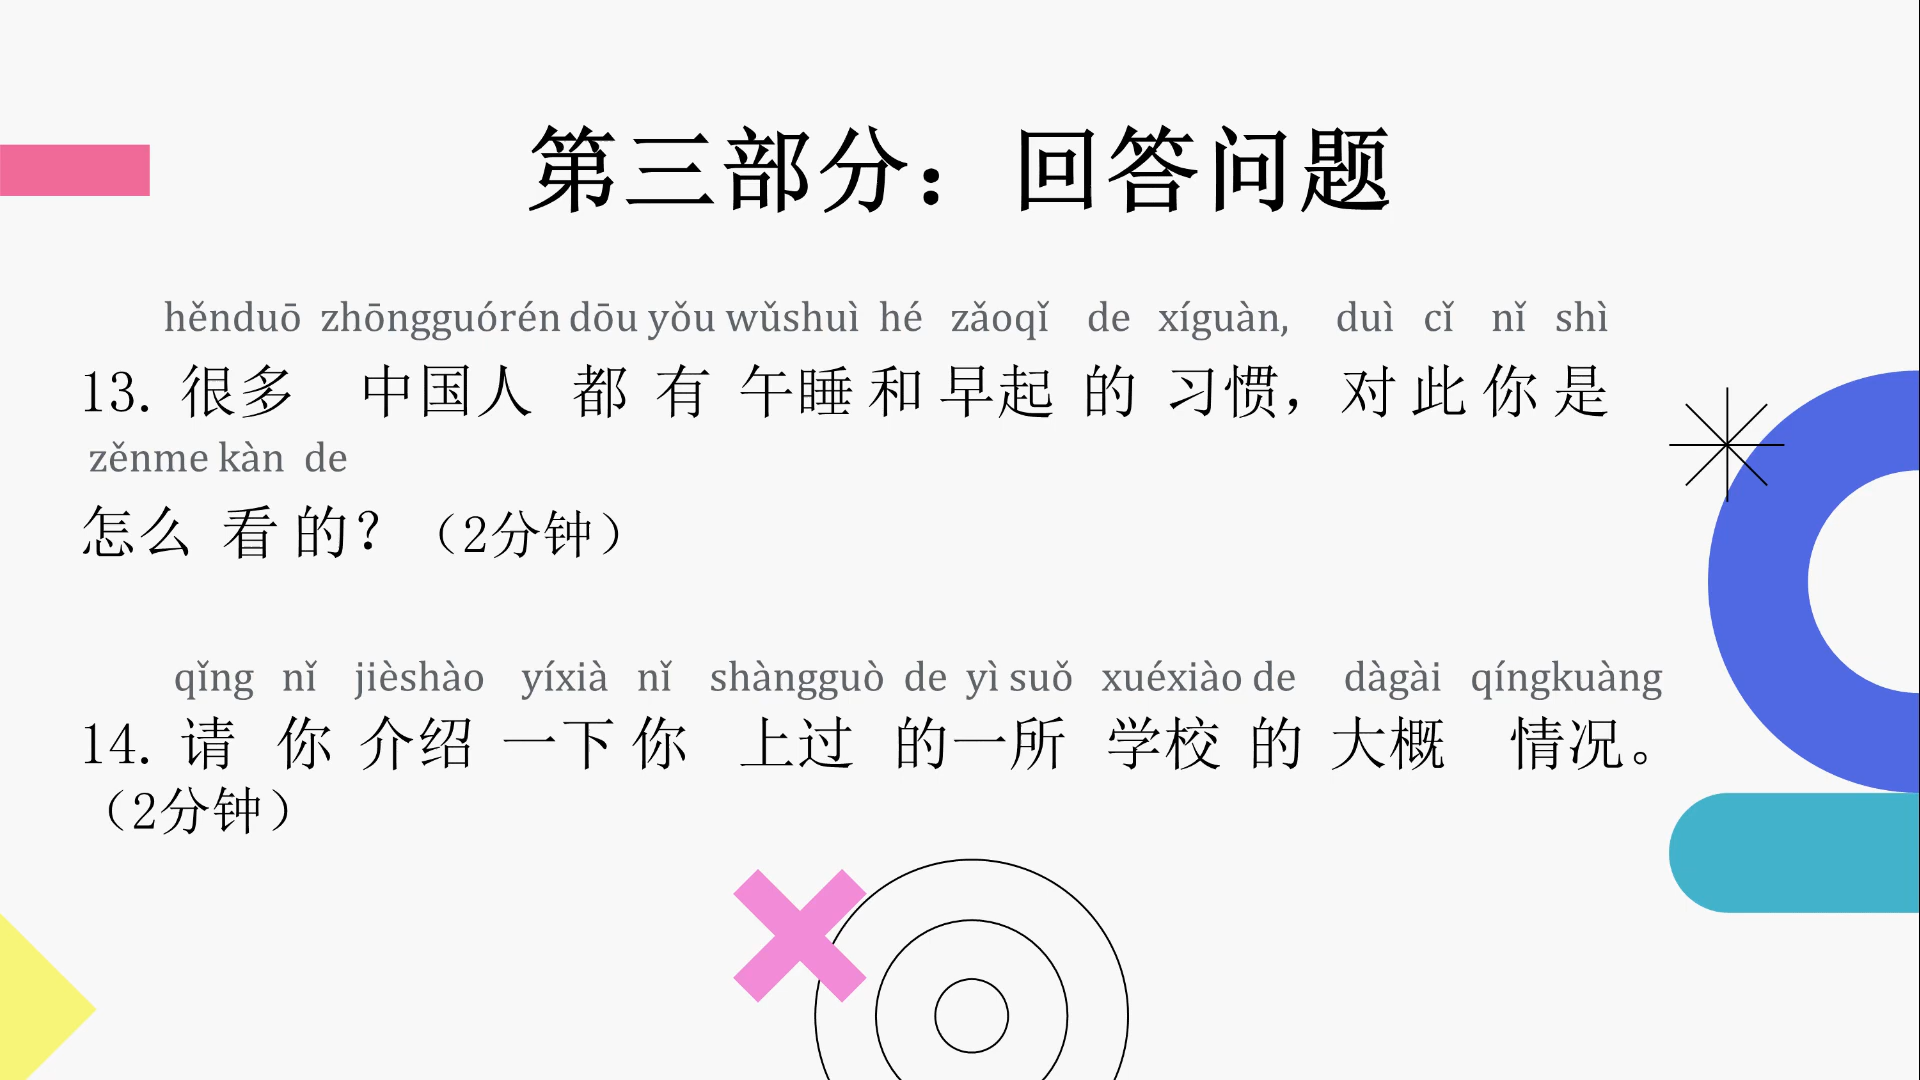 第三部分：回答问题
hěnduō zhōngguórén dōu yǒu wǔshuì hé zǎoqǐ de xíguàn, duì cǐ nǐ shì
13. 很多 中国人 都 有 午睡 和 早起 的 习惯，对 此 你 是
zěnme kàn de
怎么 看 的？（2分钟）
qǐng nǐ jièshào yíxià nǐ shàngguò de yì suǒ xuéxiào de dàgài qíngkuàng
14. 请 你 介绍 一下 你 上过 的一所 学校 的 大概 情况。
（2分钟）